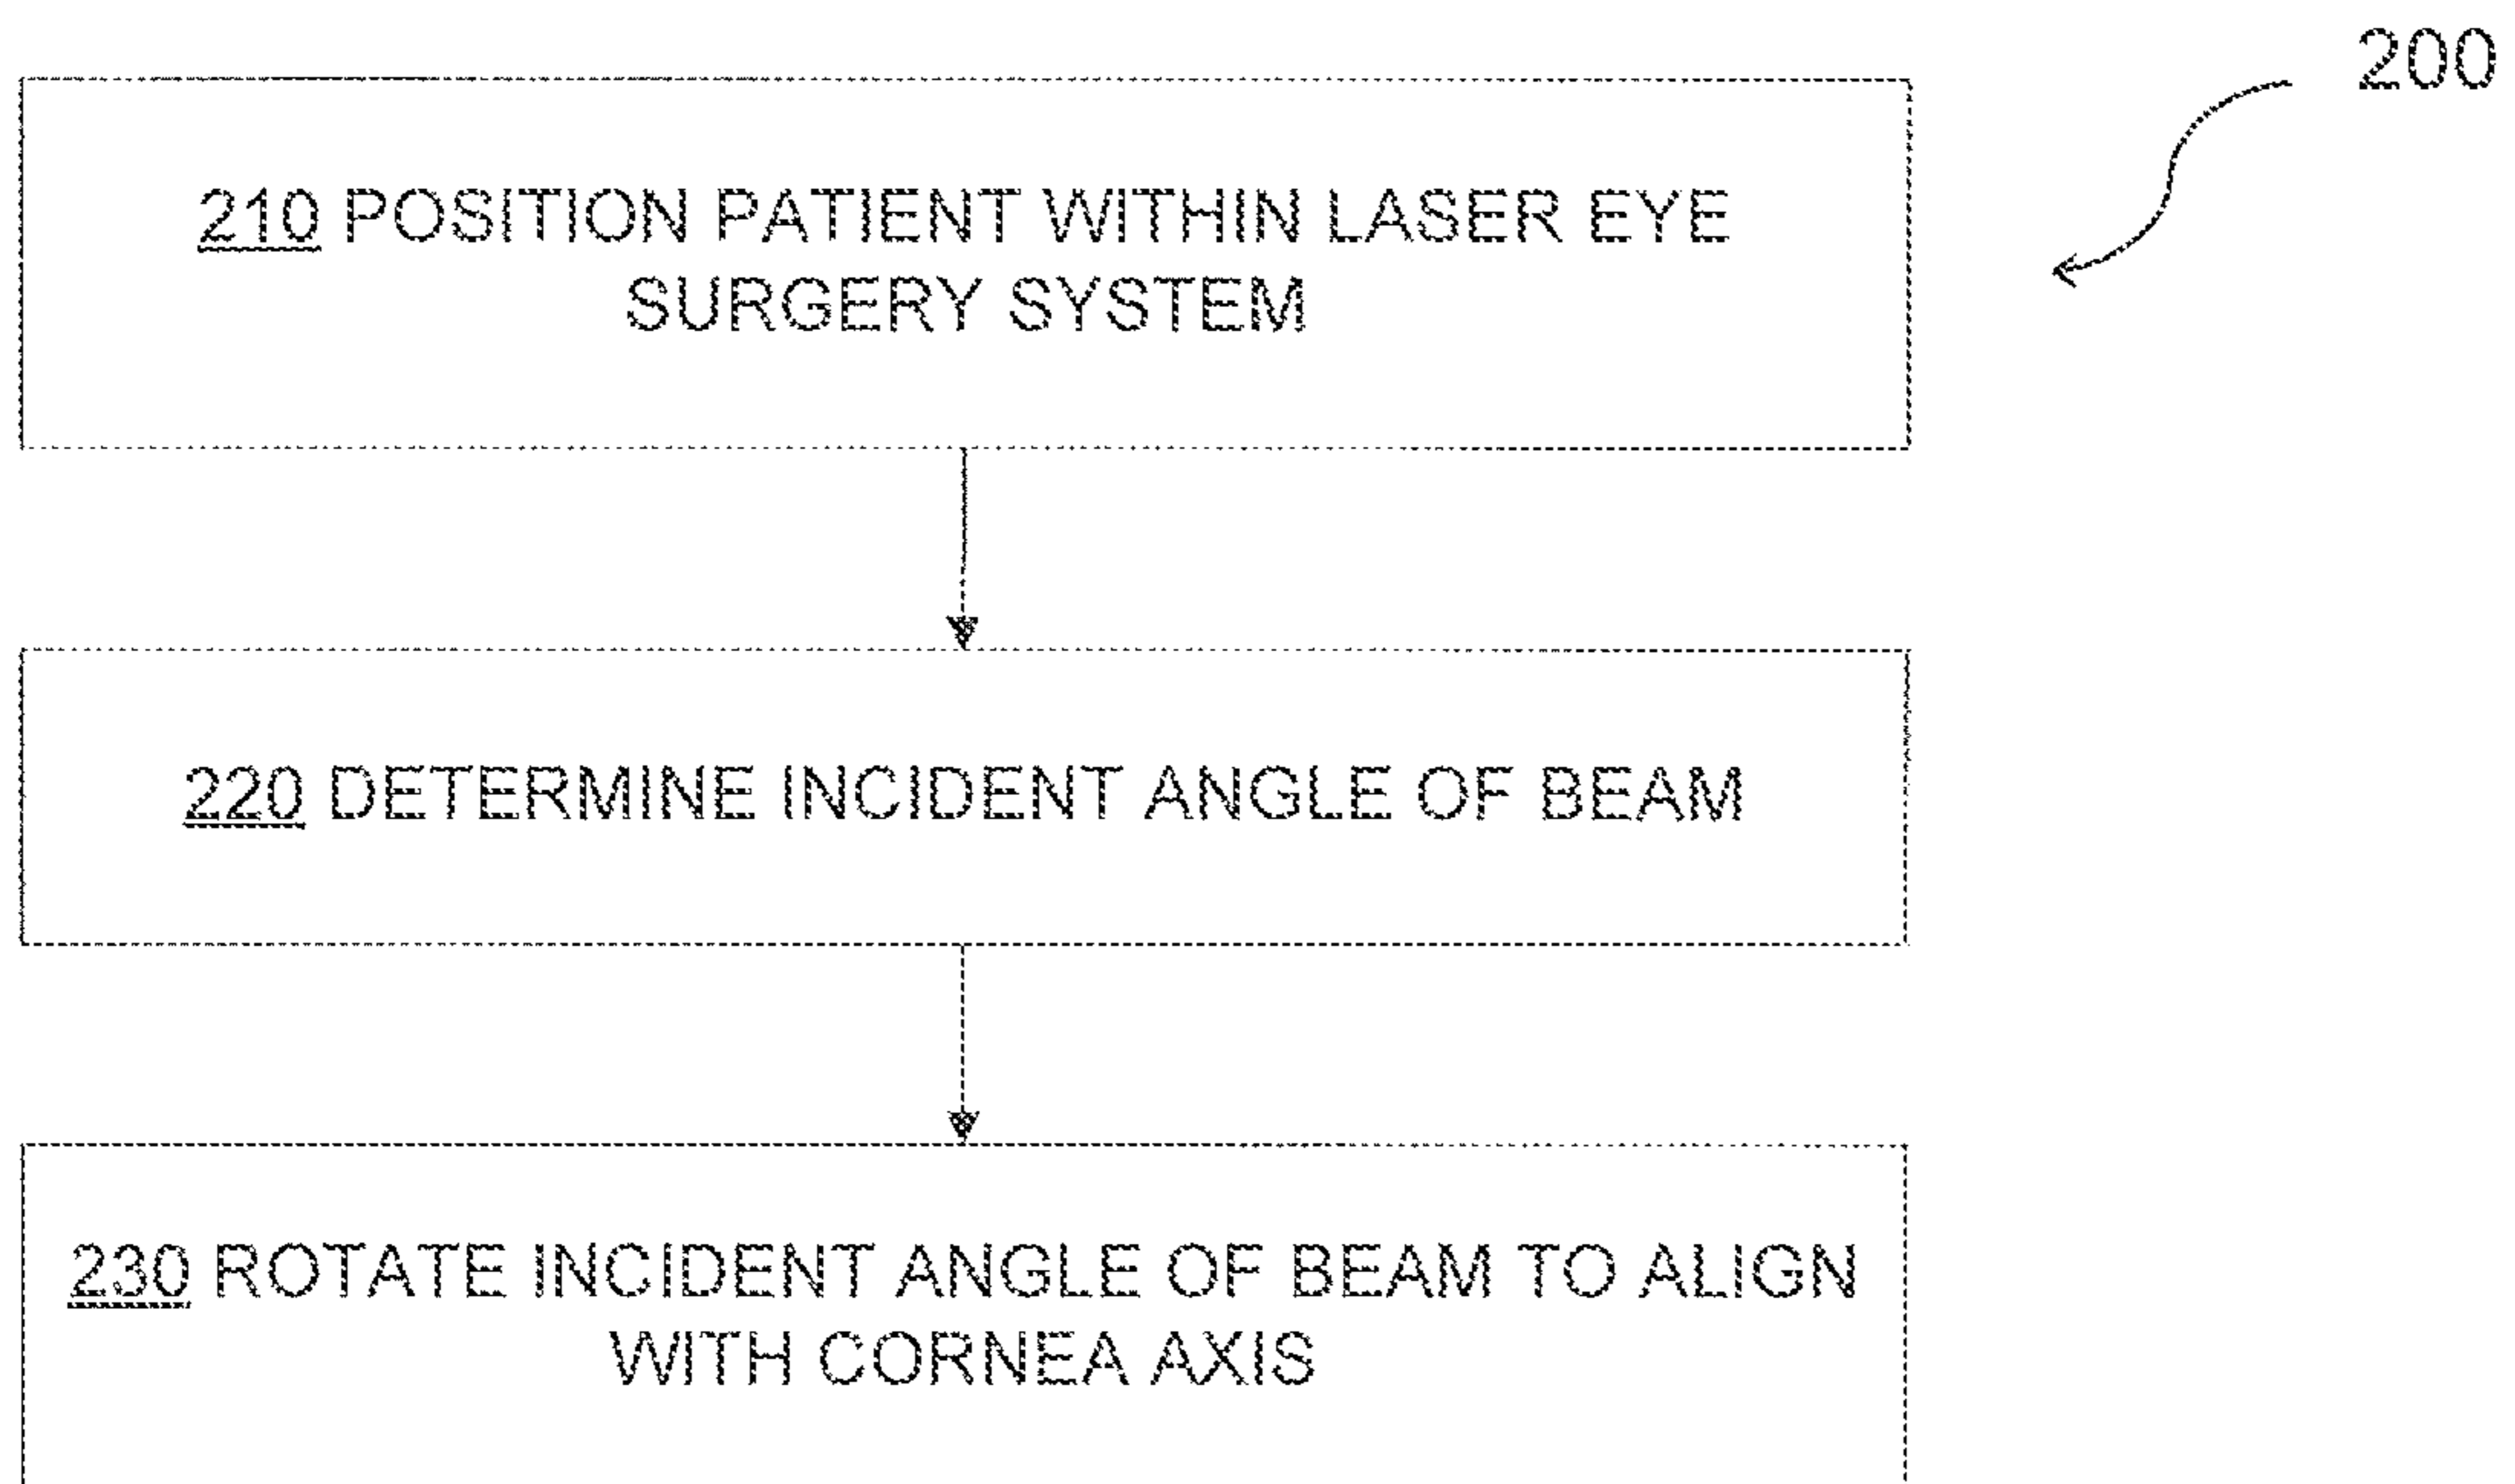 200
210 POSITION PATIENT WITHIN LASER EYE
SURGERY SYSTEM
220 DETERMINE INCIDENT ANGLE OF BEAM
230 ROTATE INCIDENT ANGLE OF BEAM TO ALIGN
WITH CORNEA AXIS